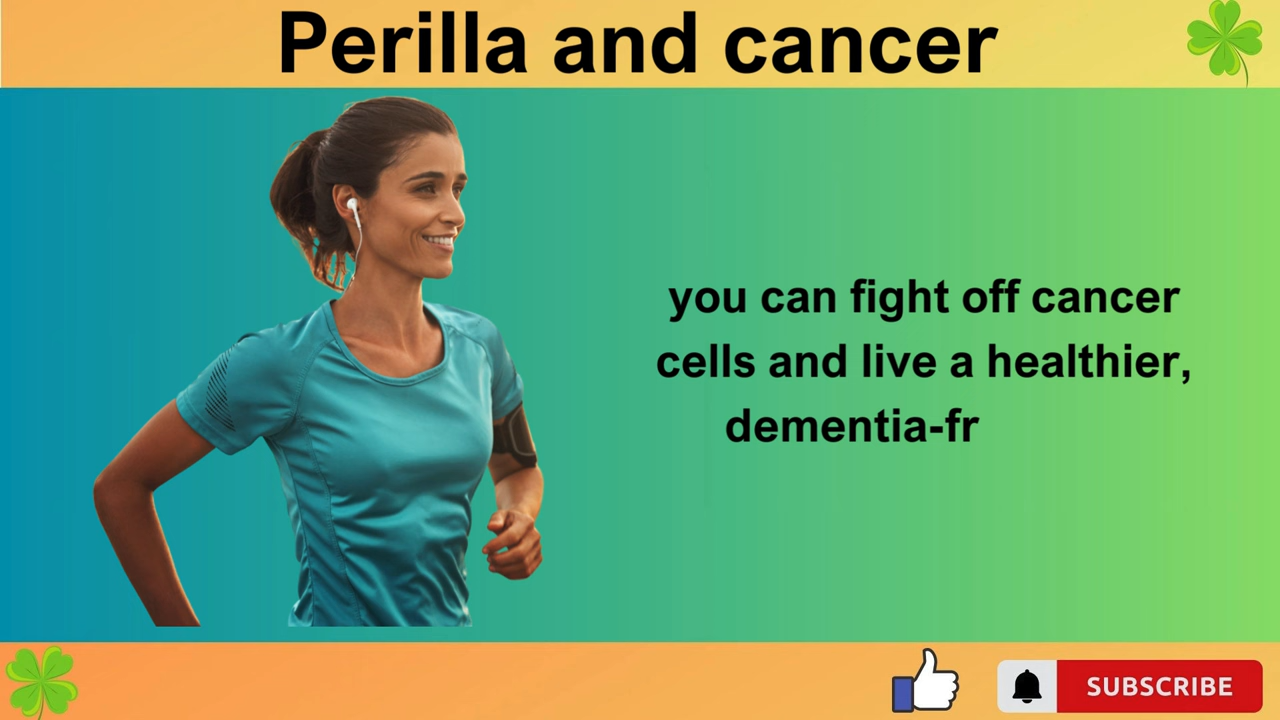 Perilla and cancer
you can fight off cancer
cells and live a healthier,
dementia-fr
SUBSCRIBE